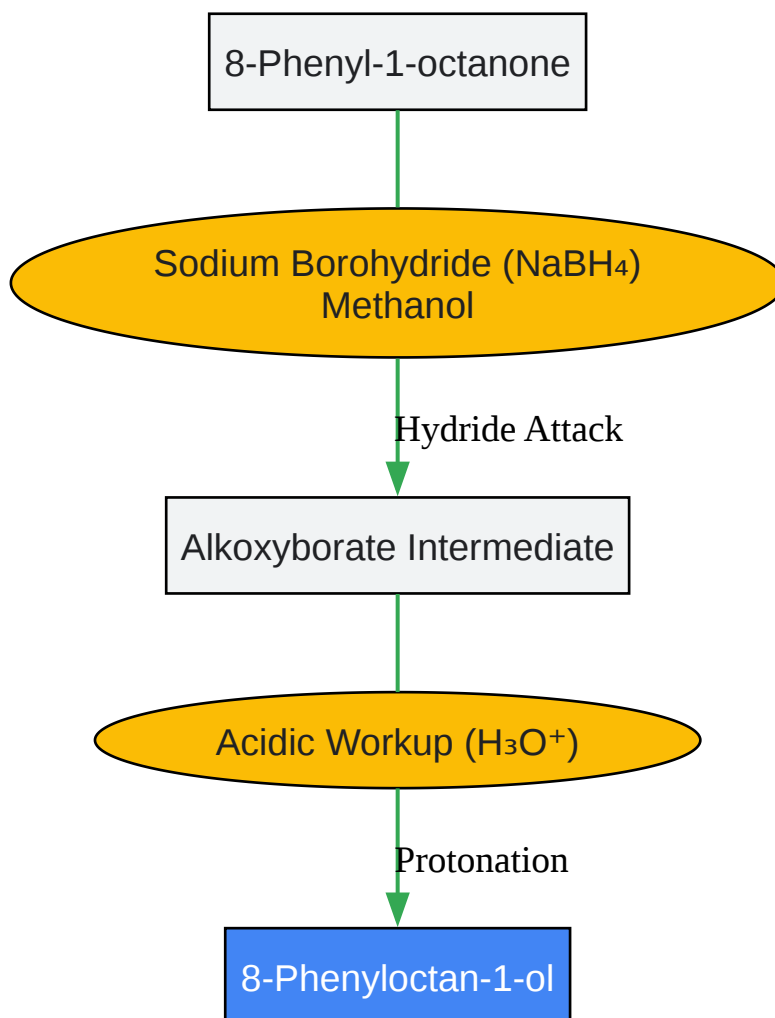 8-Phenyl-1-octanone
Sodium Borohydride (NaBH₄)
Methanol
Hydride Attack
Alkoxyborate Intermediate
Acidic Workup (H₃O⁺)
Protonation
8-Phenyloctan-1-ol